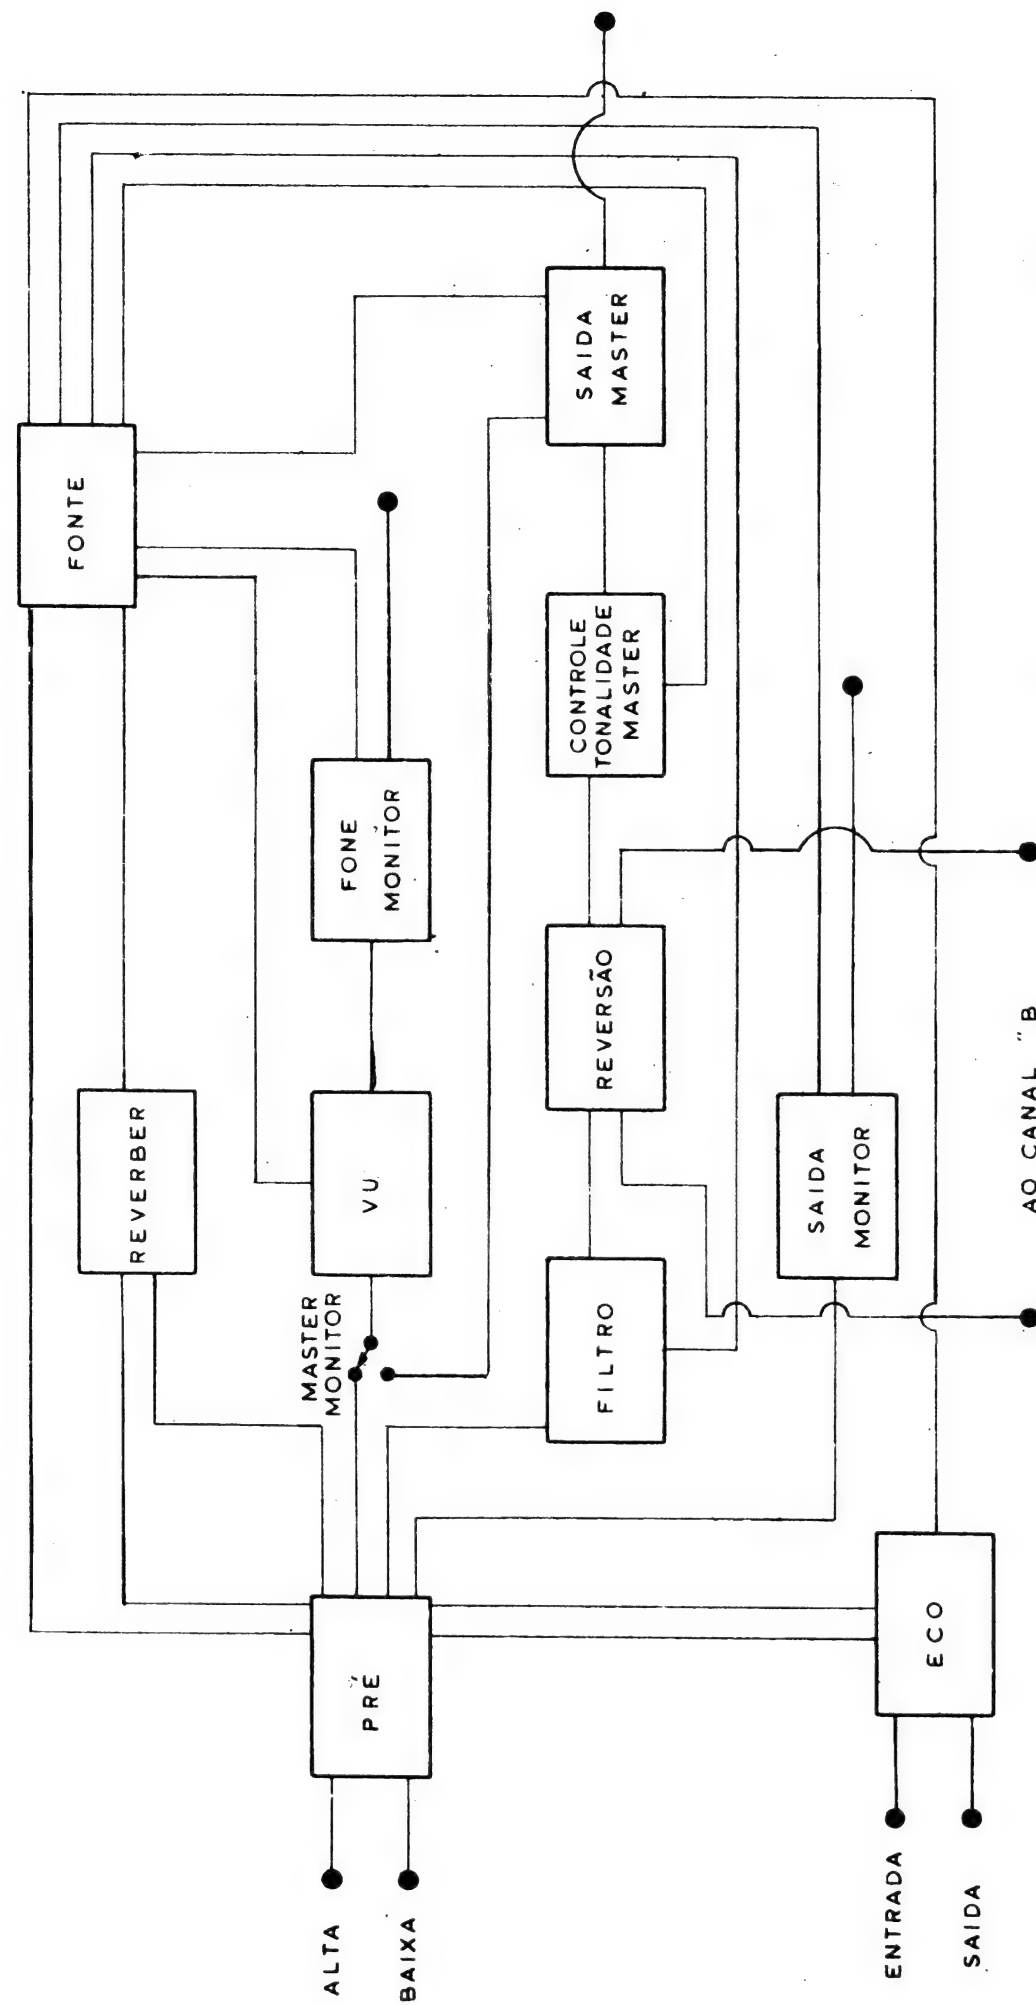 FONTE
REVERBER
MASTER
MONITOR
VU
FONE
MONITOR
ALTA
BAIXA
PRÉ
FILTRO
REVERSÃO
CONTROLE
TONALIDADE
MASTER
SAIDA
MASTER
SAIDA
MONITOR
ENTRADA
SAIDA
ECO
AO CANAL "B